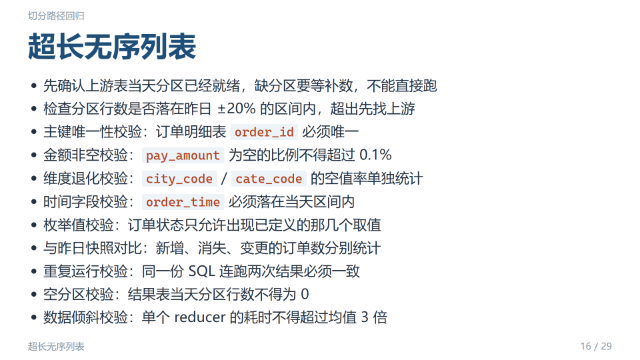 切分路径回归
超长无序列表
• 先确认上游表当天分区已经就绪，缺分区要等补数，不能直接跑
• 检查分区行数是否落在昨日 ±20% 的区间内，超出先找上游
• 主键唯一性校验：订单明细表 order_id 必须唯一
• 金额非空校验：pay_amount 为空的比例不得超过 0.1%
• 维度退化校验：city_code / cate_code 的空值率单独统计
• 时间字段校验：order_time 必须落在当天区间内
• 枚举值校验：订单状态只允许出现已定义的那几个取值
• 与昨日快照对比：新增、消失、变更的订单数分别统计
• 重复运行校验：同一份 SQL 连跑两次结果必须一致
• 空分区校验：结果表当天分区行数不得为 0
• 数据倾斜校验：单个 reducer 的耗时不得超过均值 3 倍
超长无序列表
16 / 29